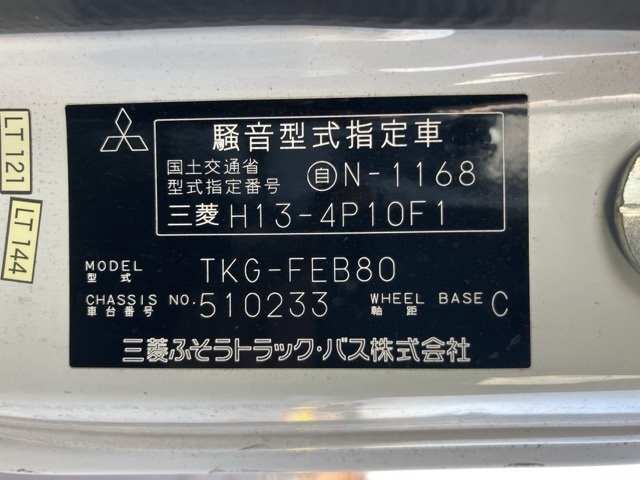 LT 121
LT 144
騒音型式指定車
国土交通省
型式指定番号 自N-1168
三菱 H13-4P10F1
MODEL
型式 TKG-FEB80
CHASSIS NO. 510233 WHEEL BASE C
車台番号 軸距
三菱ふそうトラック・バス株式会社